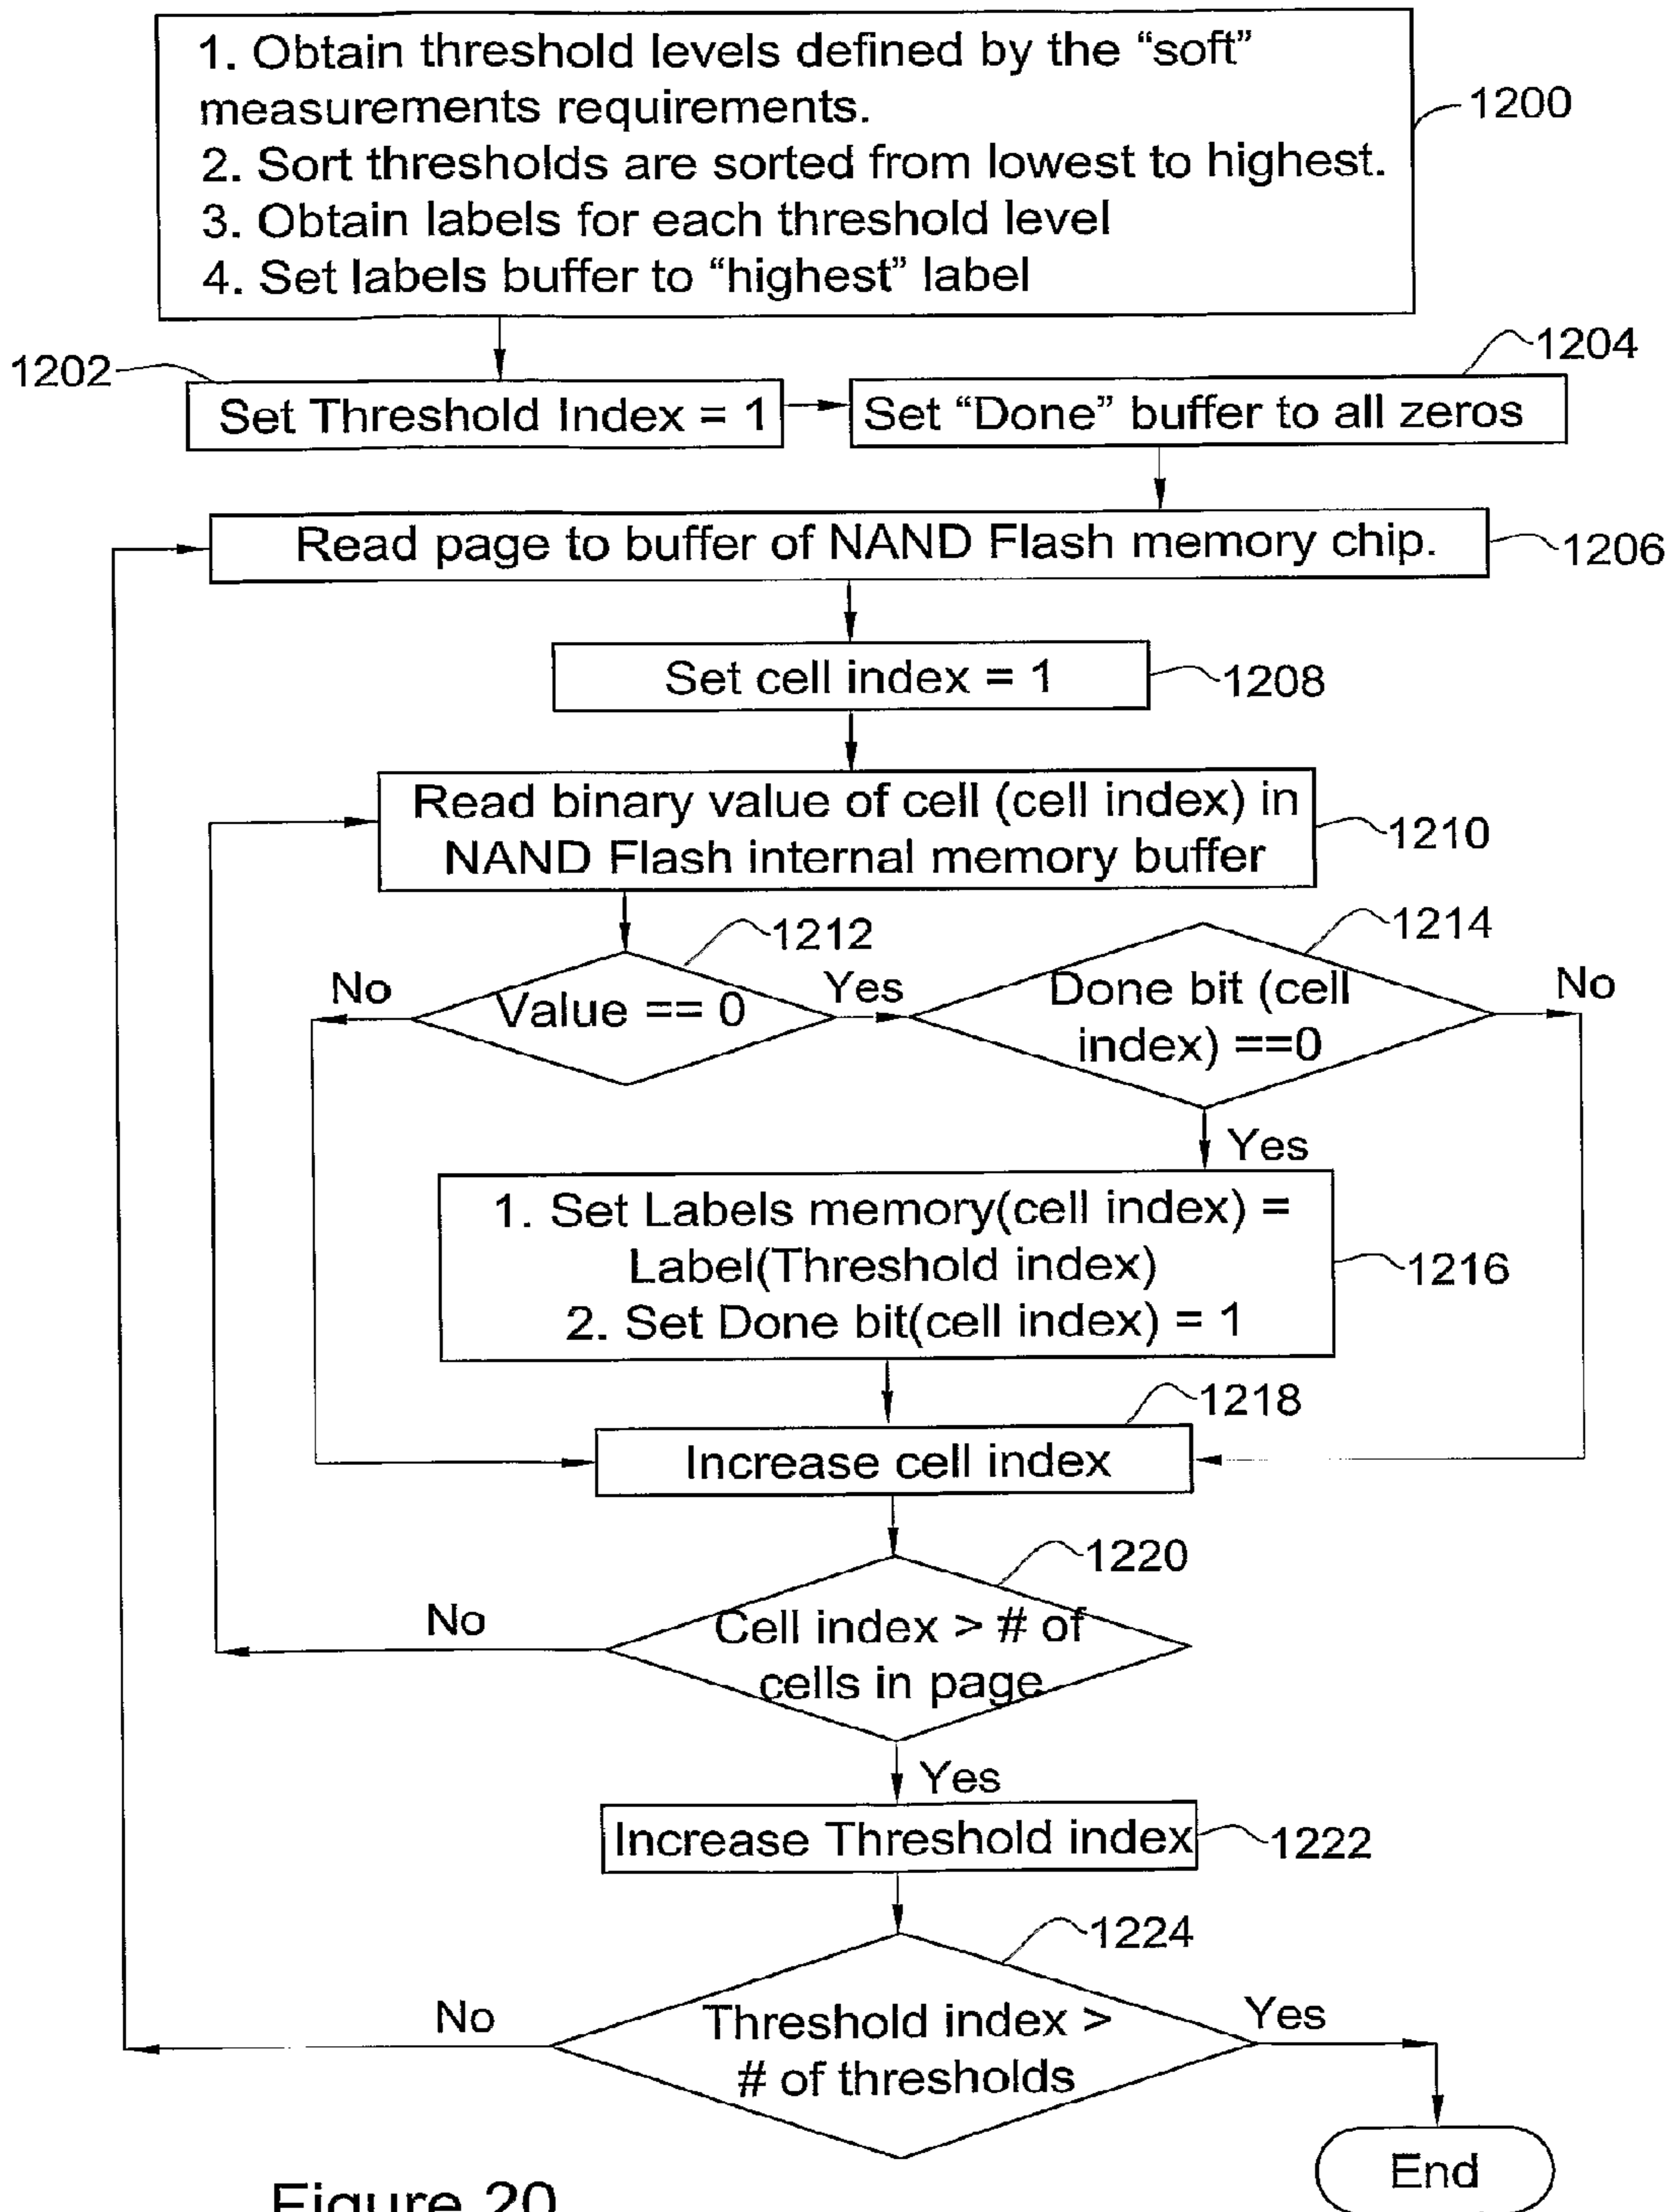 1. Obtain threshold levels defined by the “soft”
measurements requirements.
2. Sort thresholds are sorted from lowest to highest.
3. Obtain labels for each threshold level
4. Set labels buffer to “highest” label
1200
1202
Set Threshold Index = 1
1204
Set “Done” buffer to all zeros
Read page to buffer of NAND Flash memory chip.
1206
Set cell index = 1
1208
Read binary value of cell (cell index) in
NAND Flash internal memory buffer
1210
1212
No
Value == 0
Yes
1214
Done bit (cell
index) ==0
No
Yes
1. Set Labels memory(cell index) =
Label(Threshold index)
2. Set Done bit(cell index) = 1
1216
1218
Increase cell index
1220
No
Cell index > # of
cells in page
Yes
Increase Threshold index
1222
1224
No
Threshold index >
# of thresholds
Yes
End
Figure 20